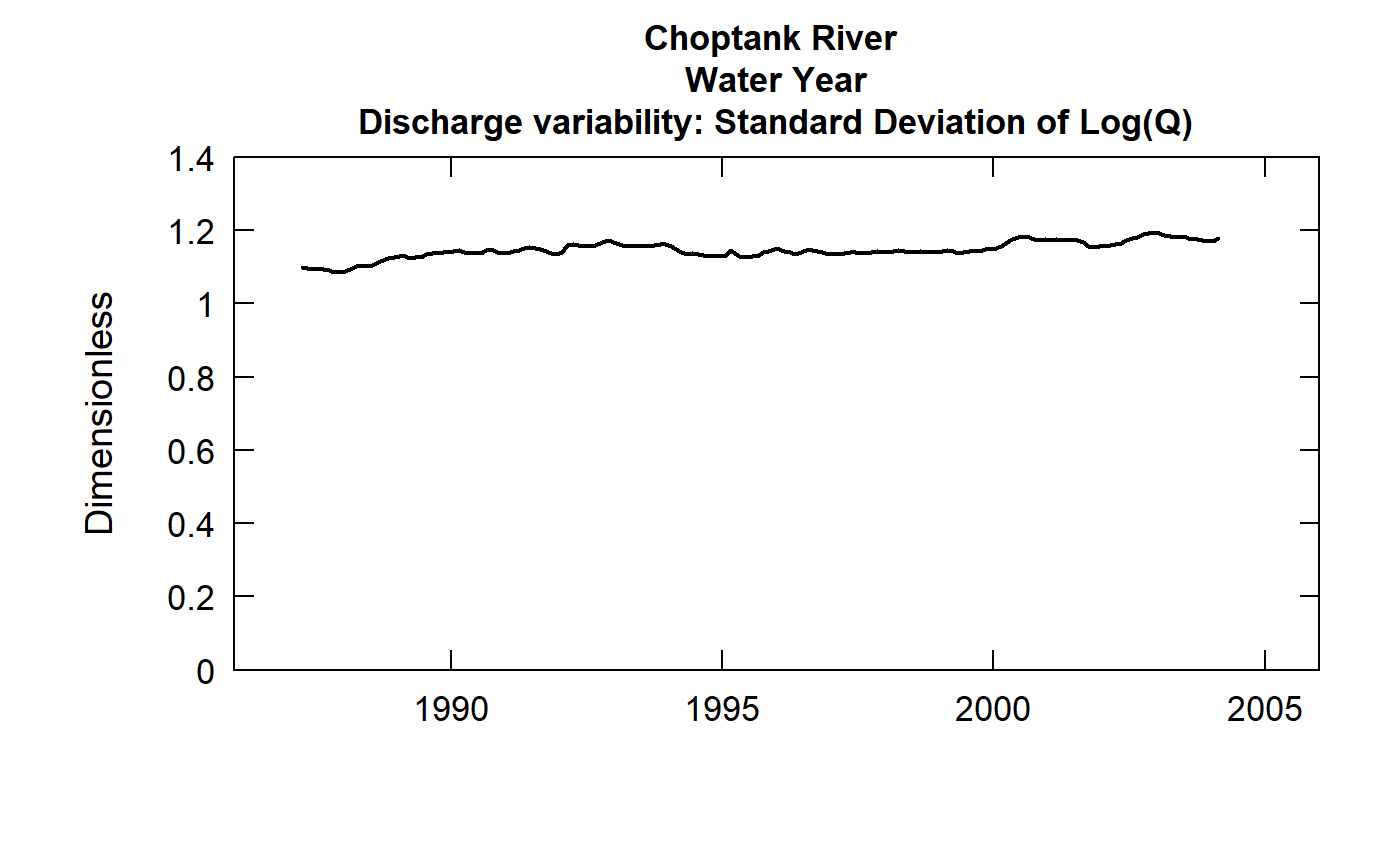 Choptank River
Water Year
Discharge variability: Standard Deviation of Log(Q)
Dimensionless
1.4
1.2
1
0.8
0.6
0.4
0.2
0
1990 1995 2000 2005